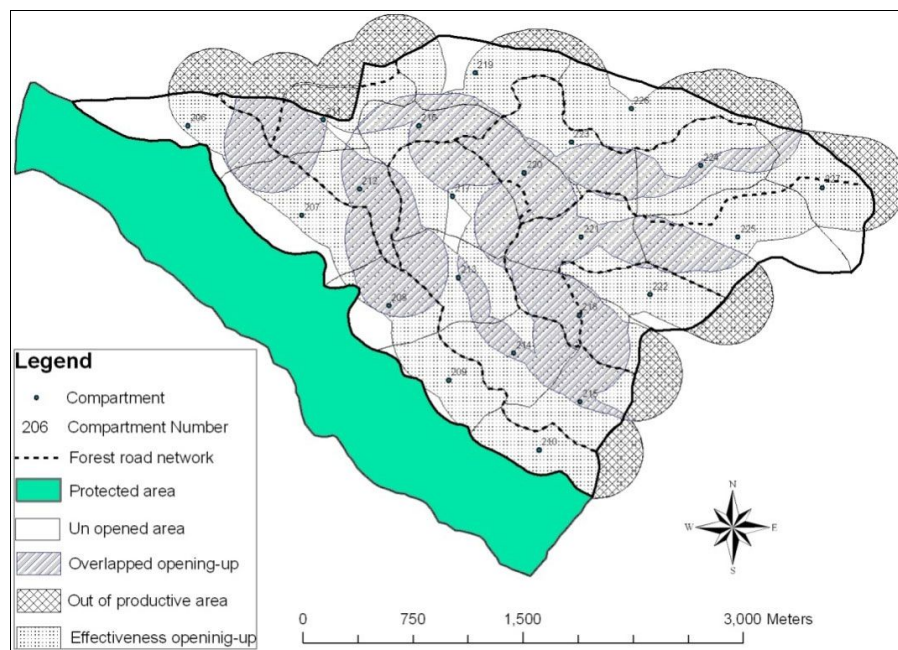 219
226
206
211
216
223
220
224
227
212
217
207
221
225
213
222
208
218
214
209
215
210
Legend
Compartment
206 Compartment Number
Forest road network
Protected area
Un opened area
Overlapped opening-up
Out of productive area
Effectiveness openinig-up
N
W E
S
0 750 1,500 3,000 Meters